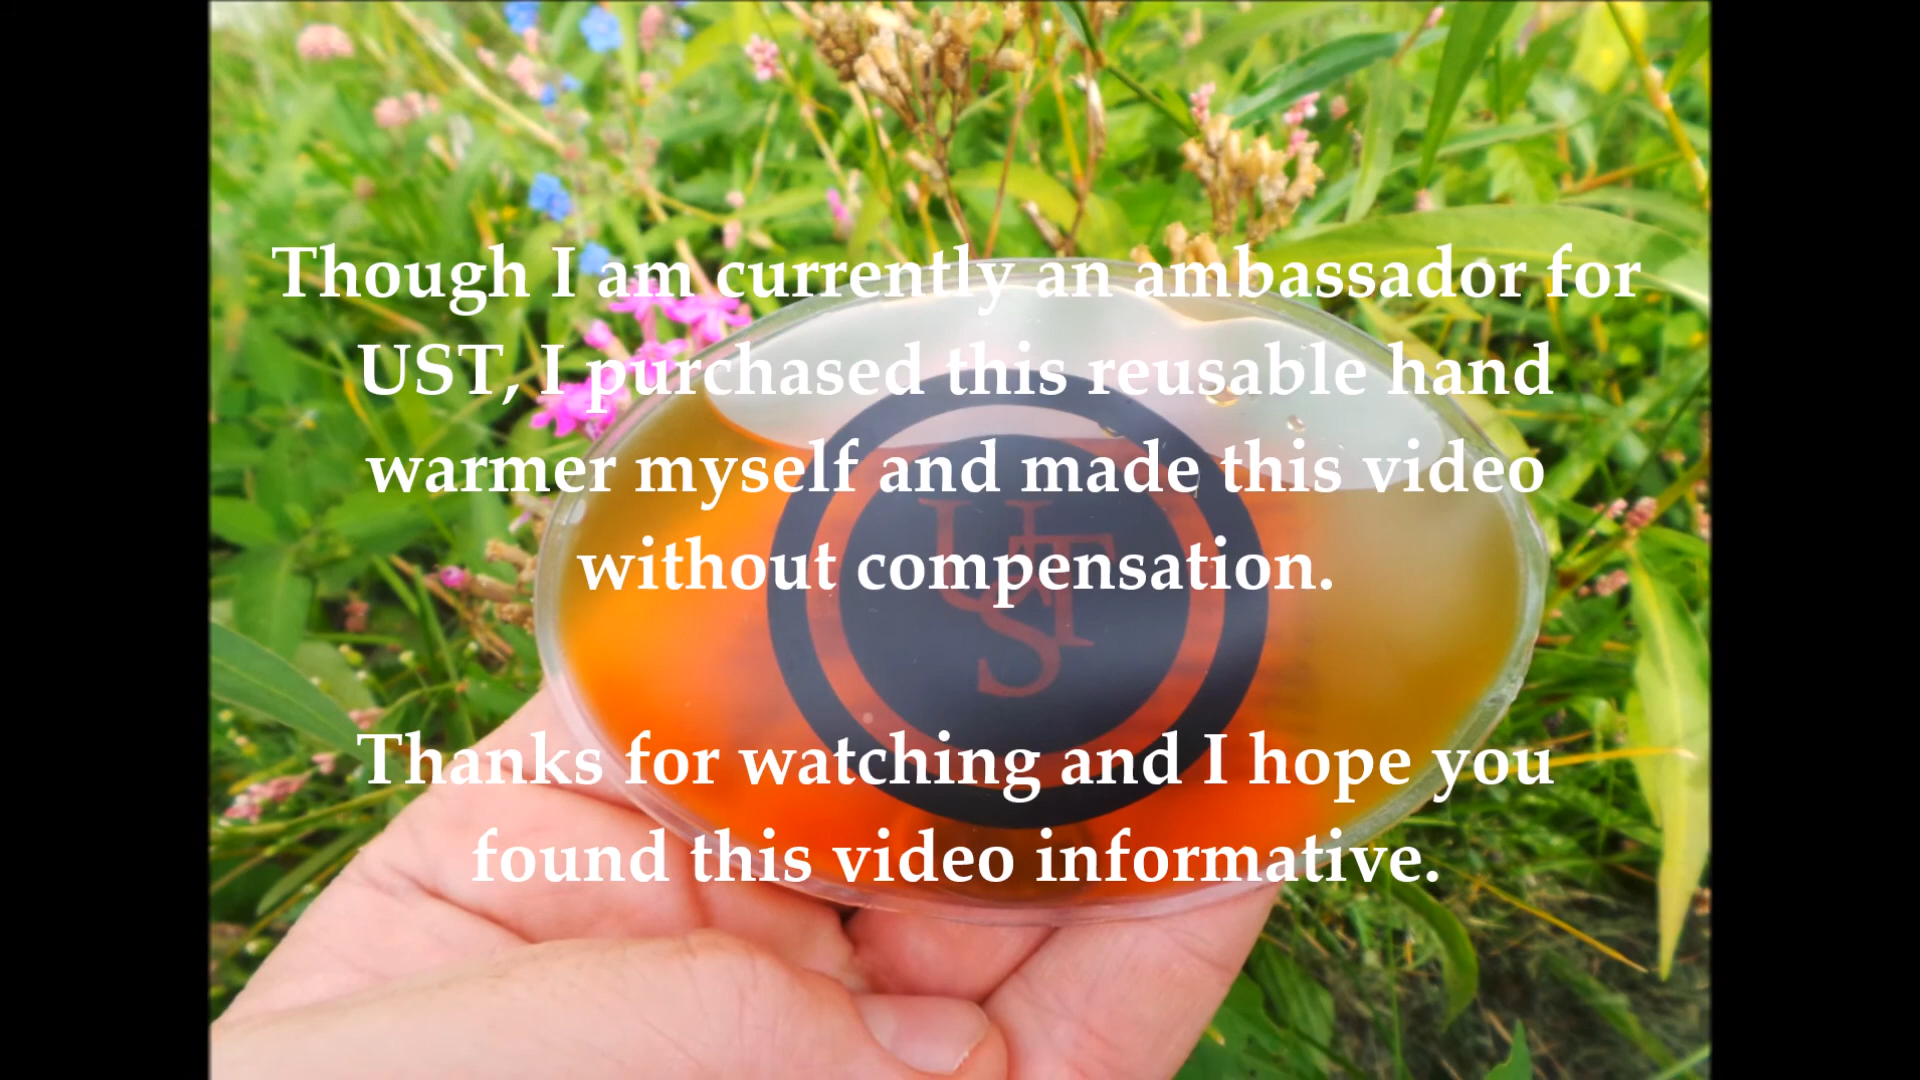 Though I am currently an ambassador for
UST, I purchased this reusable hand
warmer myself and made this video
without compensation.
UST
Thanks for watching and I hope you
found this video informative.